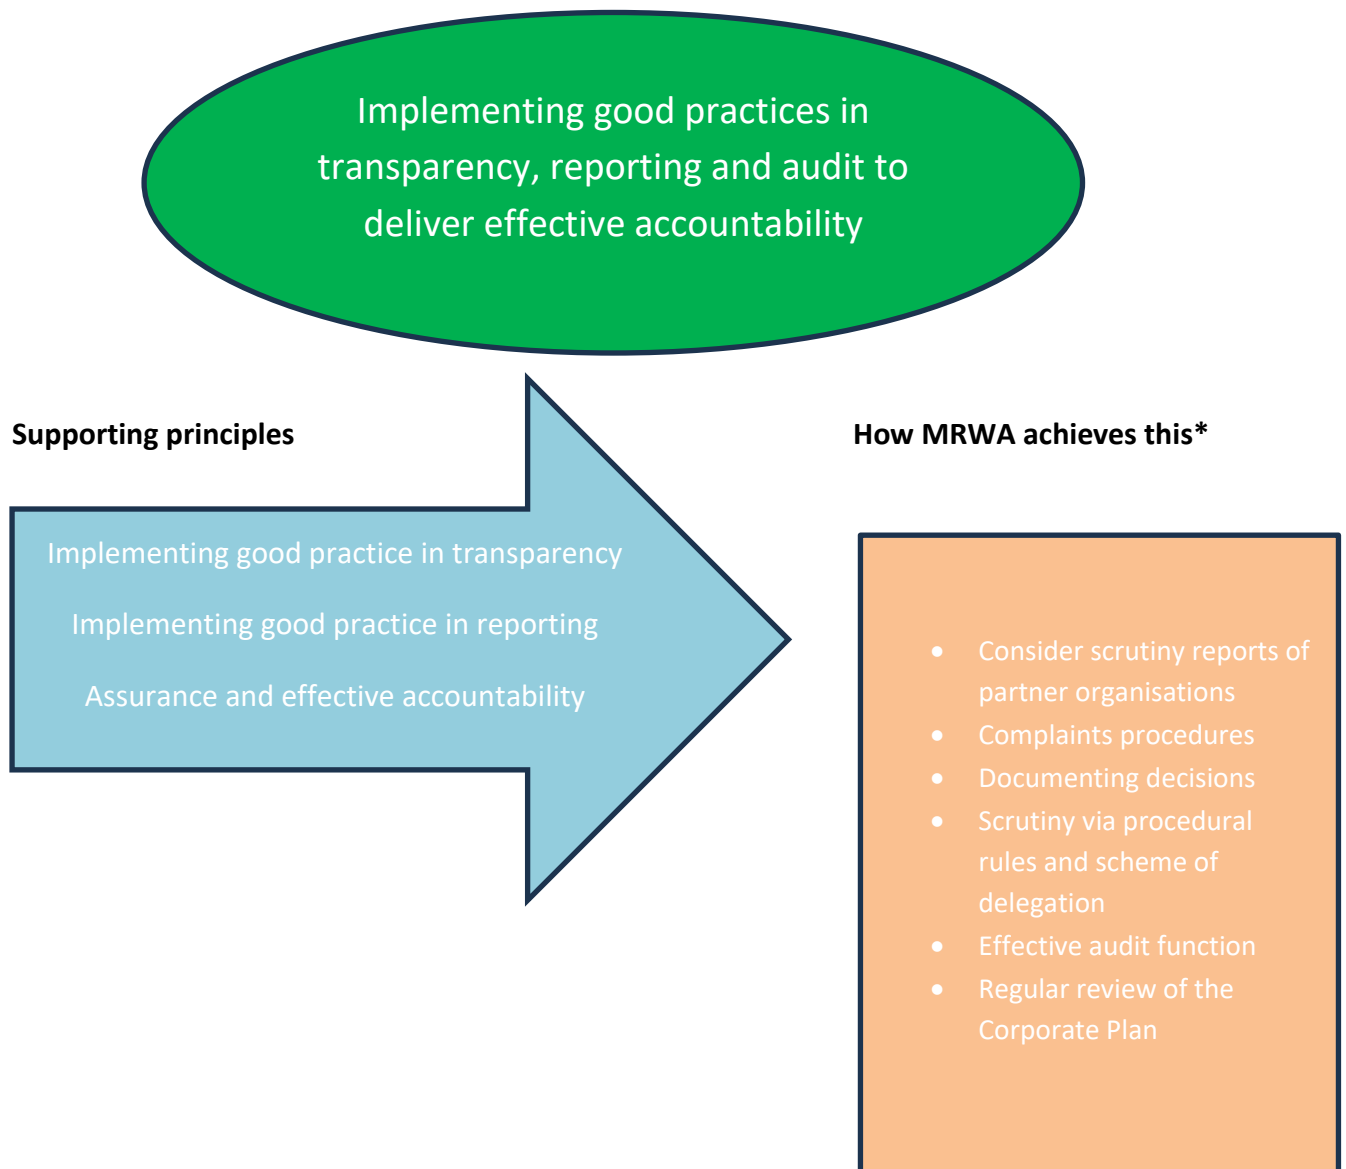 Implementing good practices in
transparency, reporting and audit to
deliver effective accountability
Supporting principles
Implementing good practice in transparency
Implementing good practice in reporting
Assurance and effective accountability
How MRWA achieves this*
• Consider scrutiny reports of
partner organisations
• Complaints procedures
• Documenting decisions
• Scrutiny via procedural
rules and scheme of
delegation
• Effective audit function
• Regular review of the
Corporate Plan